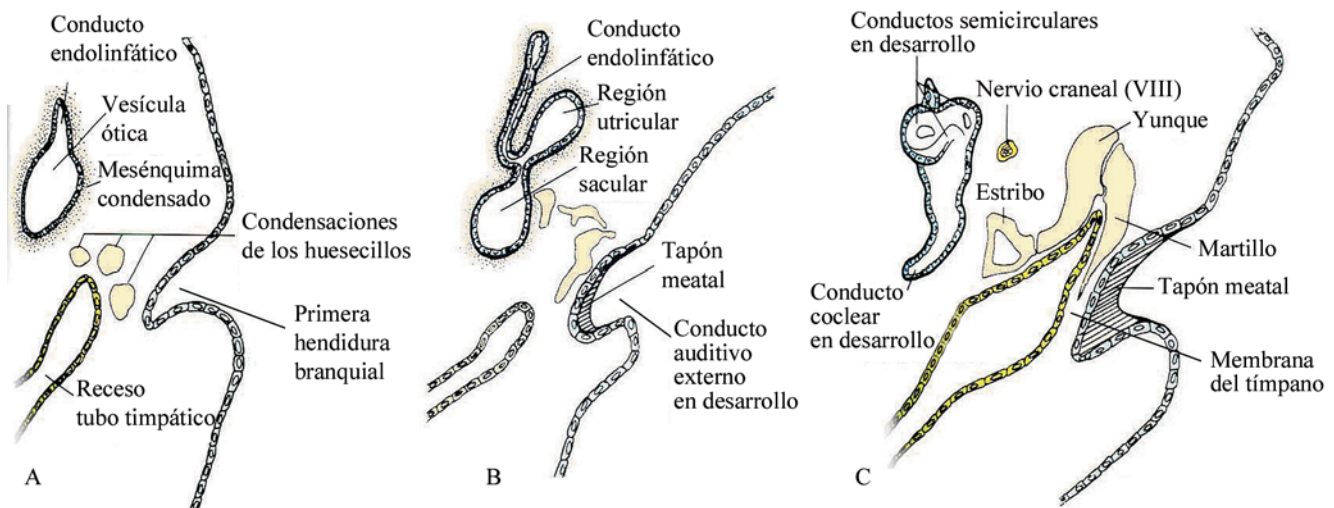 Conducto
endolinfático
Vesícula
ótica
Mesénquima
condensado
Condensaciones
de los huesecillos
Primera
hendidura
branquial
Receso
tubo timpático
A
Conducto
endolinfático
Región
utricular
Región
sacular
Tapón
meatal
Conducto
auditivo
externo
en desarrollo
B
Conductos semicirculares
en desarrollo
Nervio craneal (VIII)
Yunque
Estribo
Martillo
Tapón meatal
Conducto
coclear
en desarrollo
Membrana
del tímpano
C